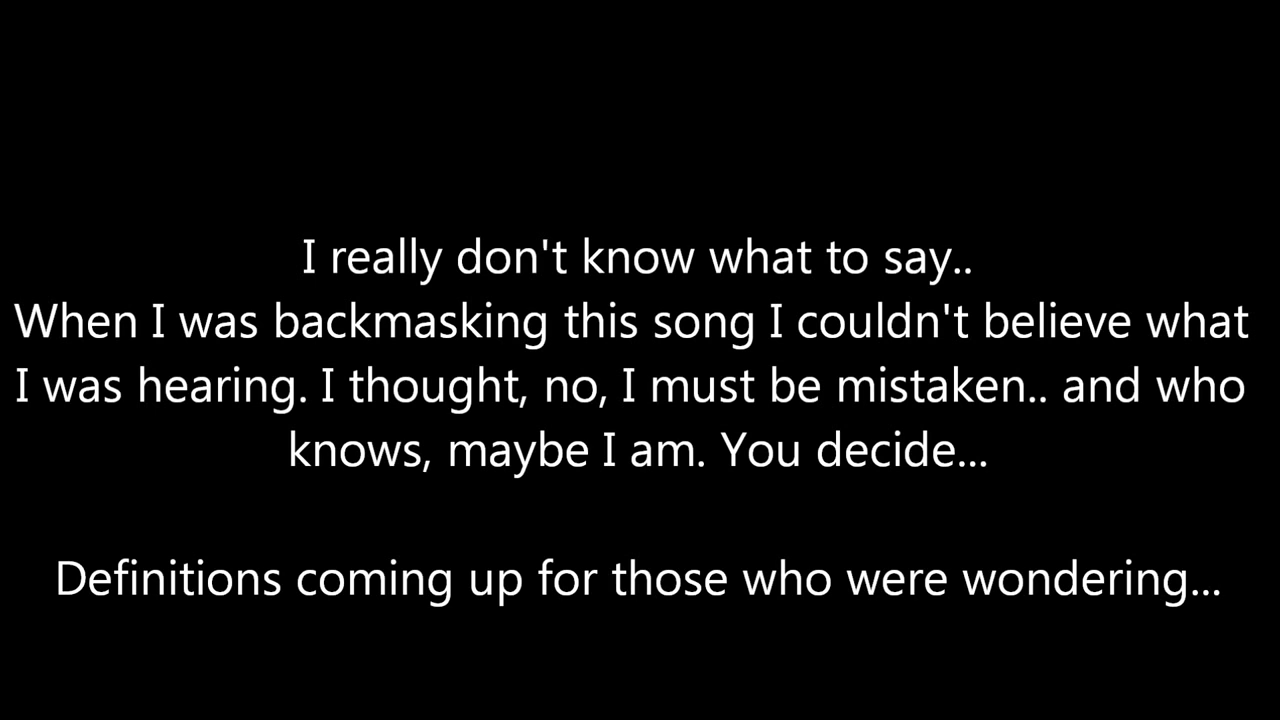 I really don't know what to say..
When I was backmasking this song I couldn't believe what
I was hearing. I thought, no, I must be mistaken.. and who
knows, maybe I am. You decide...
Definitions coming up for those who were wondering...